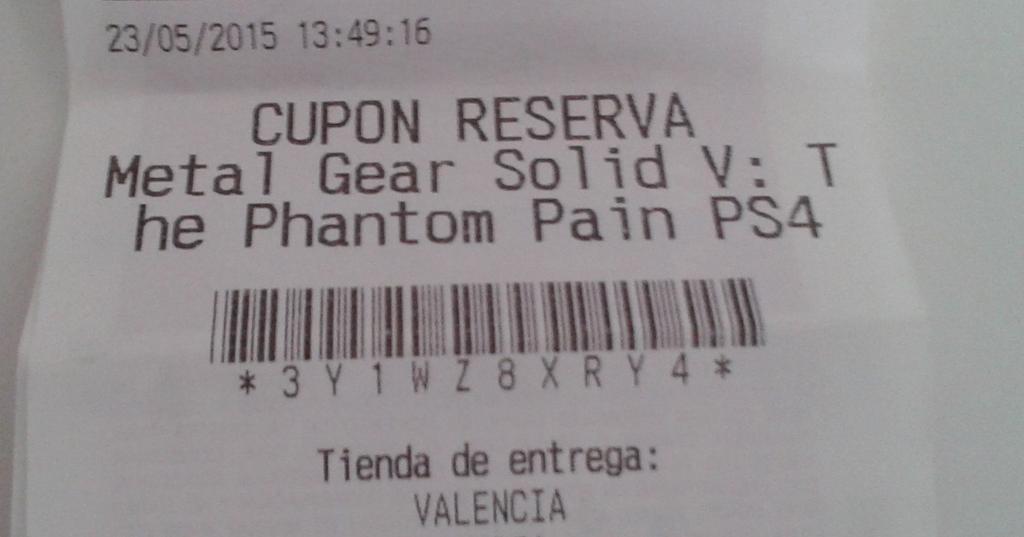 23/05/2015 13:49:16
CUPON RESERVA
Metal Gear Solid V: T
he Phantom Pain PS4
*3Y1WZ8XRY4*
Tienda de entrega:
VALENCIA